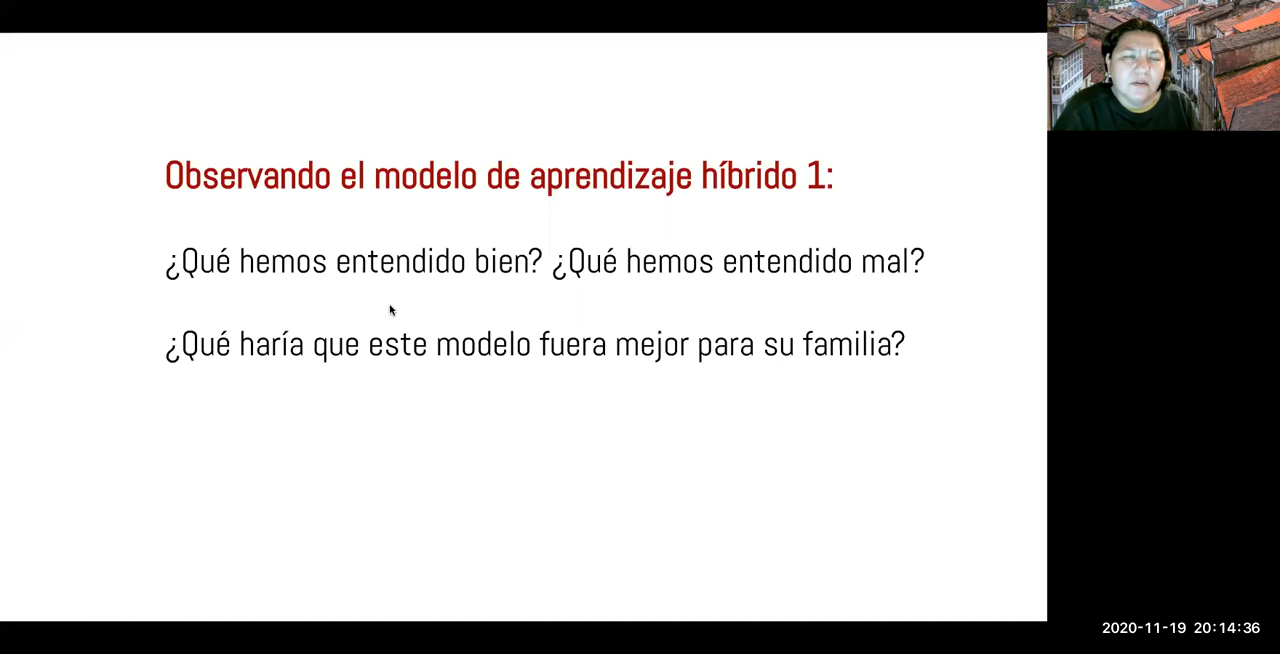 Observando el modelo de aprendizaje híbrido 1:
¿Qué hemos entendido bien? ¿Qué hemos entendido mal?
¿Qué haría que este modelo fuera mejor para su familia?
2020-11-19 20:14:36